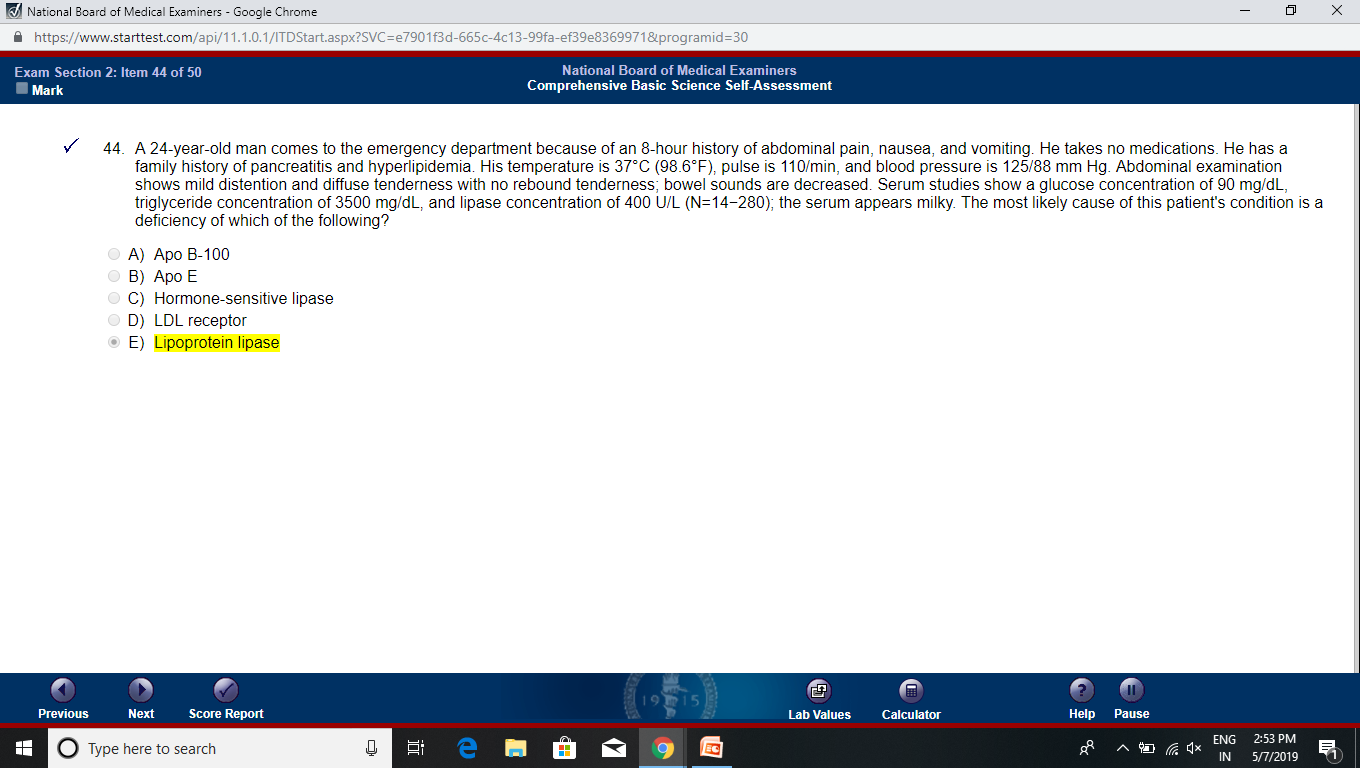 National Board of Medical Examiners - Google Chrome
https://www.starttest.com/api/11.1.0.1/ITDStart.aspx?SVC=e7901f3d-665c-4c13-99fa-ef39e8369971&programid=30
Exam Section 2: Item 44 of 50
National Board of Medical Examiners
Mark
Comprehensive Basic Science Self-Assessment
44. A 24-year-old man comes to the emergency department because of an 8-hour history of abdominal pain, nausea, and vomiting. He takes no medications. He has a
family history of pancreatitis and hyperlipidemia. His temperature is 37°C (98.6°F), pulse is 110/min, and blood pressure is 125/88 mm Hg. Abdominal examination
shows mild distention and diffuse tenderness with no rebound tenderness; bowel sounds are decreased. Serum studies show a glucose concentration of 90 mg/dL,
triglyceride concentration of 3500 mg/dL, and lipase concentration of 400 U/L (N=14−280); the serum appears milky. The most likely cause of this patient's condition is a
deficiency of which of the following?
A) Apo B-100
B) Apo E
C) Hormone-sensitive lipase
D) LDL receptor
E) Lipoprotein lipase
Previous
Next
Score Report
19 15
Lab Values
Calculator
Help
Pause
Type here to search
ENG
IN
2:53 PM
5/7/2019
1